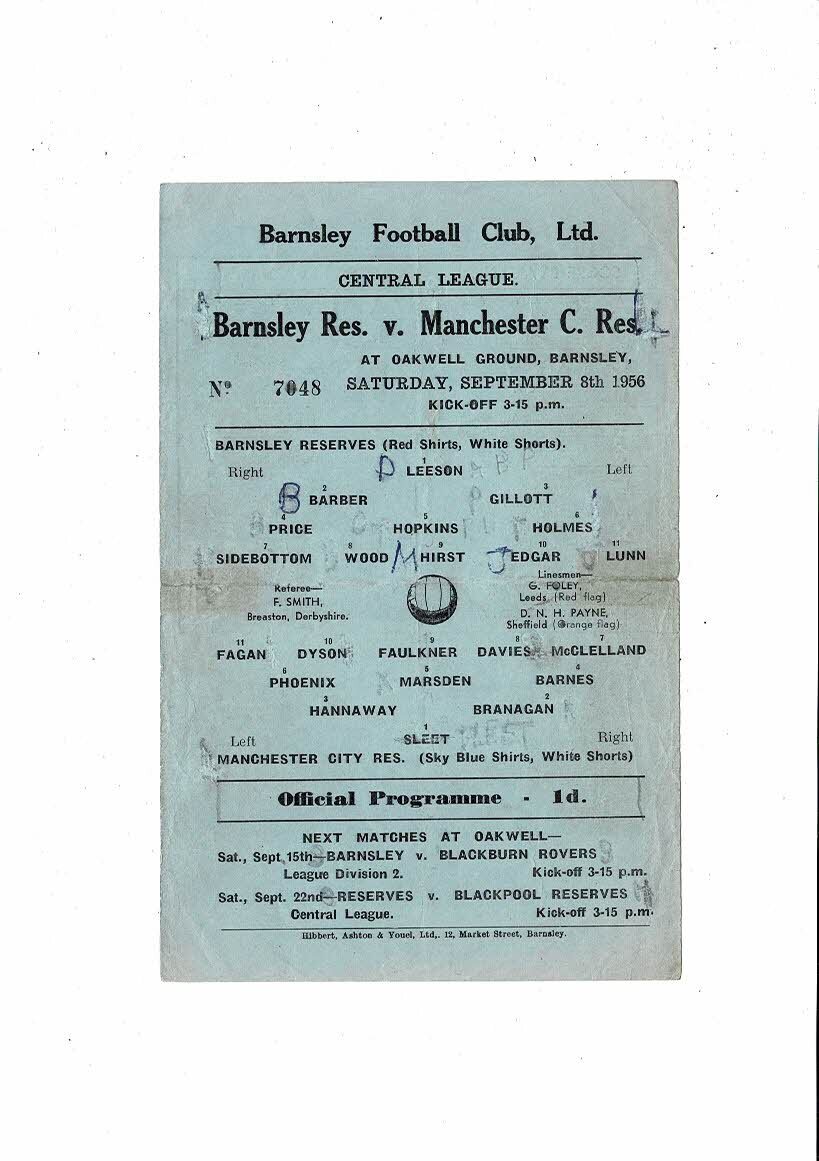 Barnsley Football Club, Ltd.
CENTRAL LEAGUE.
Barnsley Res. v. Manchester C. Res.
AT OAKWELL GROUND, BARNSLEY,
Nº 7048 SATURDAY, SEPTEMBER 8th 1956
KICK-OFF 3-15 p.m.
BARNSLEY RESERVES (Red Shirts, White Shorts).
1
Right D LEESON Left
2 3
B BARBER GILLOTT
4 5 6
PRICE HOPKINS HOLMES
7 8 9 10 11
SIDEBOTTOM WOOD M HIRST J EDGAR LUNN
Referee—
F. SMITH,
Breaston, Derbyshire.
Linesmen—
G. FOLEY,
Leeds, (Red flag)
D. N. H. PAYNE,
Sheffield (Orange flag)
11 10 9 8 7
FAGAN DYSON FAULKNER DAVIES McCLELLAND
6 5 4
PHOENIX MARSDEN BARNES
3 2
HANNAWAY BRANAGAN
1
Left SLEET Right
MANCHESTER CITY RES. (Sky Blue Shirts, White Shorts)
Official Programme - 1d.
NEXT MATCHES AT OAKWELL—
Sat., Sept. 15th—BARNSLEY v. BLACKBURN ROVERS
League Division 2. Kick-off 3-15 p.m.
Sat., Sept. 22nd—RESERVES v. BLACKPOOL RESERVES
Central League. Kick-off 3-15 p.m.
Hibbert, Ashton & Youel, Ltd,. 12, Market Street, Barnsley.